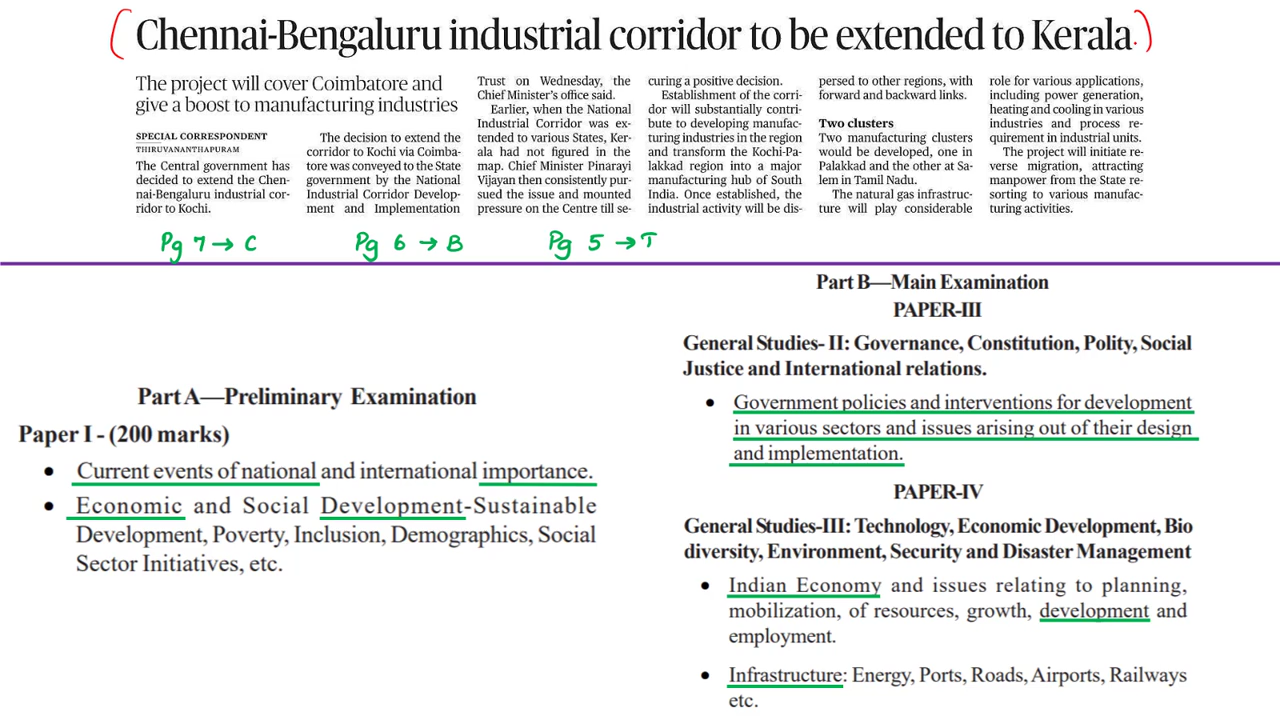 (Chennai-Bengaluru industrial corridor to be extended to Kerala.)
The project will cover Coimbatore and
give a boost to manufacturing industries
SPECIAL CORRESPONDENT
THIRUVANANTHAPURAM
The Central government has
decided to extend the Chen-
nai-Bengaluru industrial cor-
ridor to Kochi.
The decision to extend the
corridor to Kochi via Coimba-
tore was conveyed to the State
government by the National
Industrial Corridor Develop-
ment and Implementation
Trust on Wednesday, the
Chief Minister's office said.
Earlier, when the National
Industrial Corridor was ex-
tended to various States, Ker-
ala had not figured in the
map. Chief Minister Pinarayi
Vijayan then consistently pur-
sued the issue and mounted
pressure on the Centre till se-
curing a positive decision.
Establishment of the corri-
dor will substantially contri-
bute to developing manufac-
turing industries in the region
and transform the Kochi-Pa-
lakkad region into a major
manufacturing hub of South
India. Once established, the
industrial activity will be dis-
persed to other regions, with
forward and backward links.
Two clusters
Two manufacturing clusters
would be developed, one in
Palakkad and the other at Sa-
lem in Tamil Nadu.
The natural gas infrastruc-
ture will play considerable
role for various applications,
including power generation,
heating and cooling in various
industries and process re-
quirement in industrial units.
The project will initiate re-
verse migration, attracting
manpower from the State re-
sorting to various manufac-
turing activities.
Pg 7 → C
Pg 6 → B
Pg 5 → T
Part A—Preliminary Examination
Paper I - (200 marks)
• Current events of national and international importance.
• Economic and Social Development-Sustainable
Development, Poverty, Inclusion, Demographics, Social
Sector Initiatives, etc.
Part B—Main Examination
PAPER-III
General Studies- II: Governance, Constitution, Polity, Social
Justice and International relations.
• Government policies and interventions for development
in various sectors and issues arising out of their design
and implementation.
PAPER-IV
General Studies-III: Technology, Economic Development, Bio
diversity, Environment, Security and Disaster Management
• Indian Economy and issues relating to planning,
mobilization, of resources, growth, development and
employment.
• Infrastructure: Energy, Ports, Roads, Airports, Railways
etc.